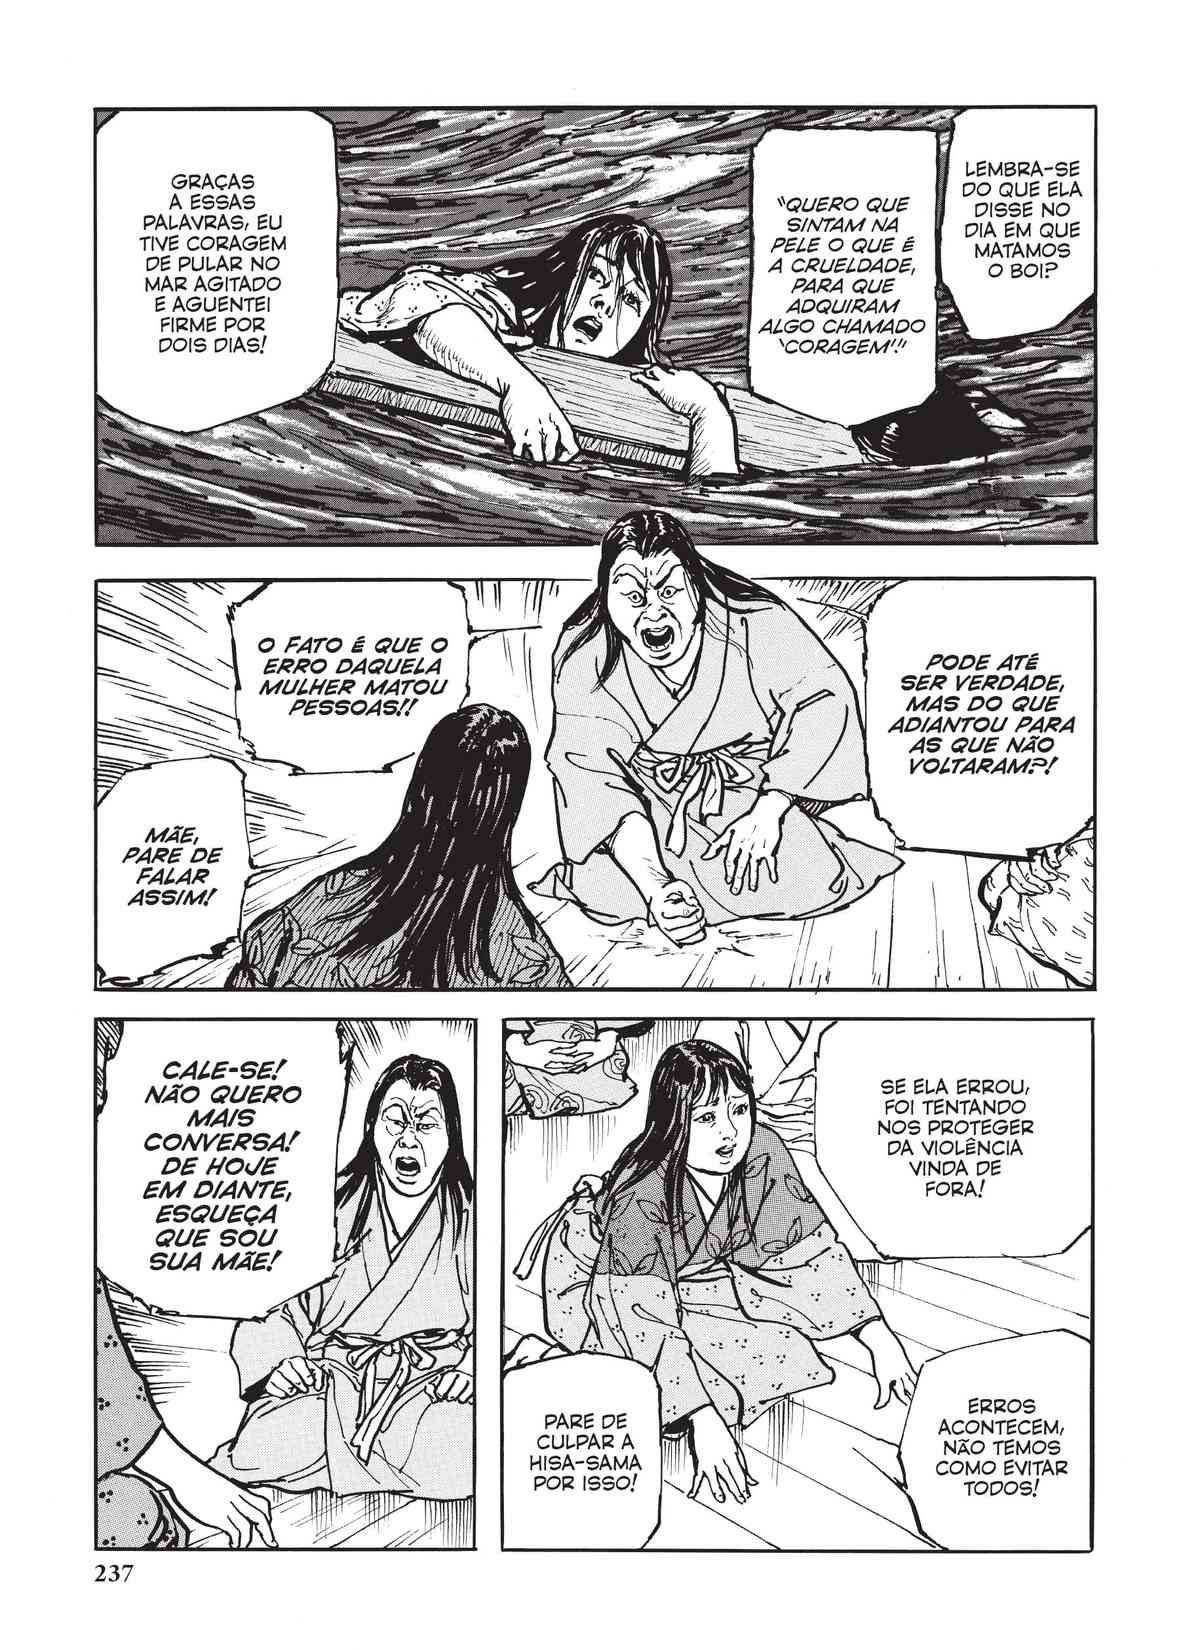 LEMBRA-SE
DO QUE ELA
DISSE NO
DIA EM QUE
MATAMOS
O BOI?
“QUERO QUE
SINTAM NA
PELE O QUE É
A CRUELDADE,
PARA QUE
ADQUIRAM
ALGO CHAMADO
‘CORAGEM’!”
GRAÇAS
A ESSAS
PALAVRAS, EU
TIVE CORAGEM
DE PULAR NO
MAR AGITADO
E AGUENTEI
FIRME POR
DOIS DIAS!
PODE ATÉ
SER VERDADE,
MAS DO QUE
ADIANTOU PARA
AS QUE NÃO
VOLTARAM?!
O FATO É QUE O
ERRO DAQUELA
MULHER MATOU
PESSOAS!!
MÃE,
PARE DE
FALAR
ASSIM!
SE ELA ERROU,
FOI TENTANDO
NOS PROTEGER
DA VIOLÊNCIA
VINDA DE
FORA!
ERROS
ACONTECEM,
NÃO TEMOS
COMO EVITAR
TODOS!
PARE DE
CULPAR A
HISA-SAMA
POR ISSO!
CALE-SE!
NÃO QUERO
MAIS
CONVERSA!
DE HOJE
EM DIANTE,
ESQUEÇA
QUE SOU
SUA MÃE!
237